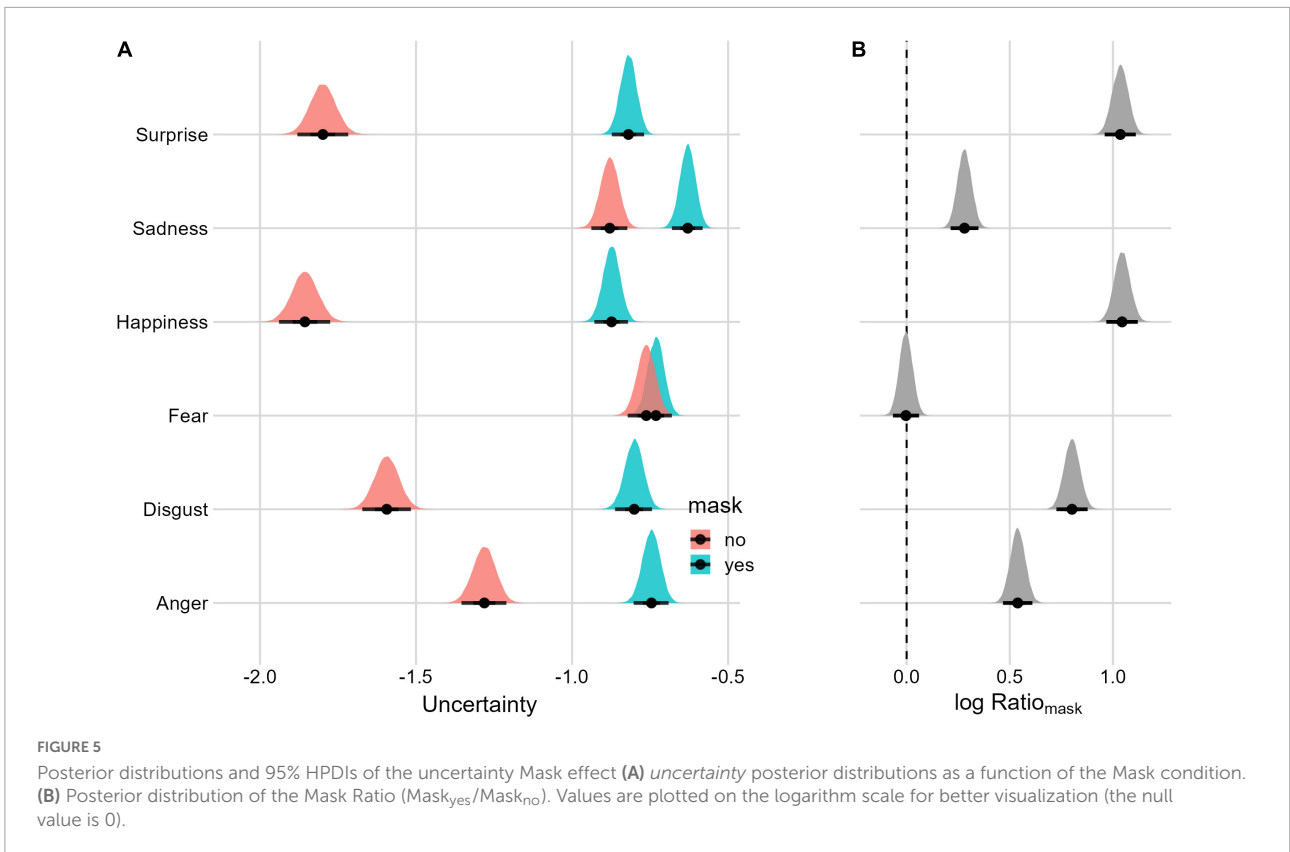 A
B
Surprise
Sadness
Happiness
Fear
Disgust
Anger
mask
no
yes
-2.0 -1.5 -1.0 -0.5
Uncertainty
0.0 0.5 1.0
log Ratiomask
FIGURE 5
Posterior distributions and 95% HPDIs of the uncertainty Mask effect (A) uncertainty posterior distributions as a function of the Mask condition.
(B) Posterior distribution of the Mask Ratio (Maskyes/Maskno). Values are plotted on the logarithm scale for better visualization (the null
value is 0).